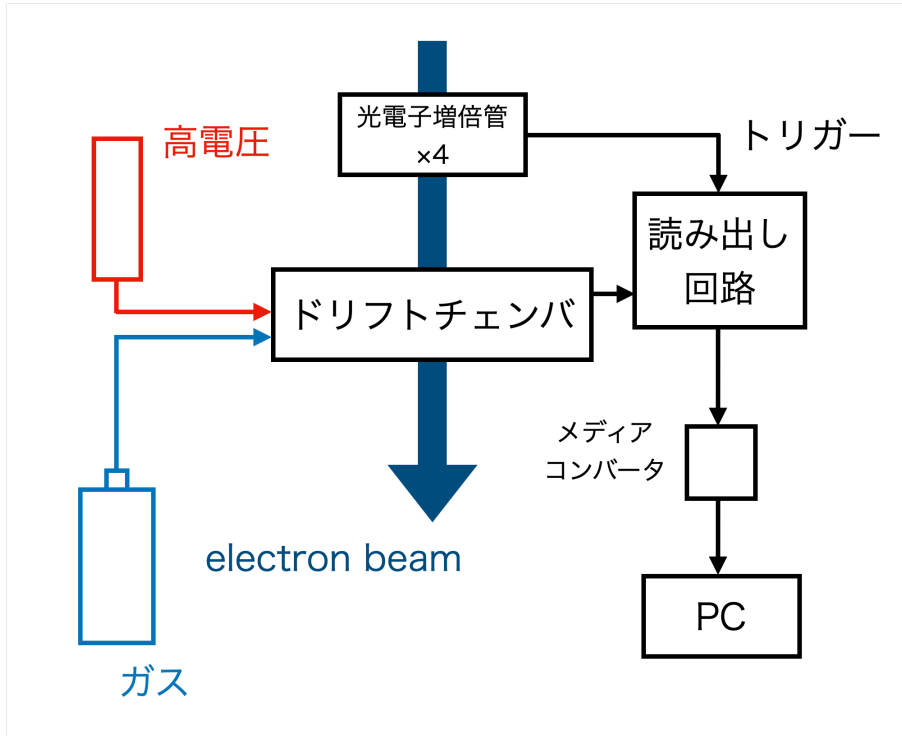 高電圧
光電子増倍管
×4
トリガー
読み出し
回路
ドリフトチェンバ
メディア
コンバータ
electron beam
PC
ガス